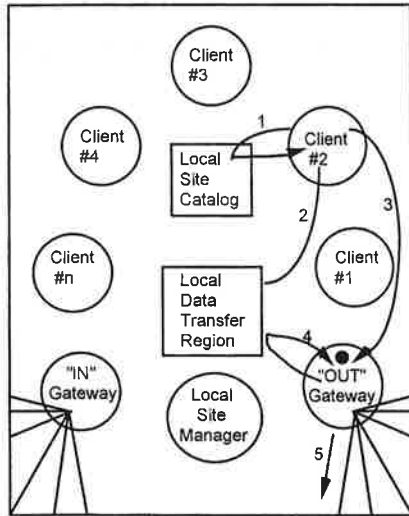 Client
#3
Client
#4
1
Client
#2
Local
Site
Catalog
2
3
Client
#n
Local
Data
Transfer
Region
Client
#1
4
"IN"
Gateway
"OUT"
Gateway
Local
Site
Manager
5